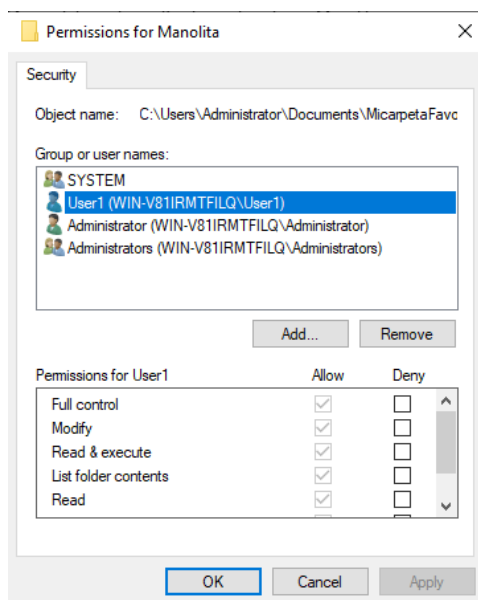 Permissions for Manolita
Security
Object name: C:\Users\Administrator\Documents\MicarpetaFavo
Group or user names:
SYSTEM
User1 (WIN-V81IRMTFILQ\User1)
Administrator (WIN-V81IRMTFILQ\Administrator)
Administrators (WIN-V81IRMTFILQ\Administrators)
Add... Remove
Permissions for User1 Allow Deny
Full control
Modify
Read & execute
List folder contents
Read
OK Cancel Apply